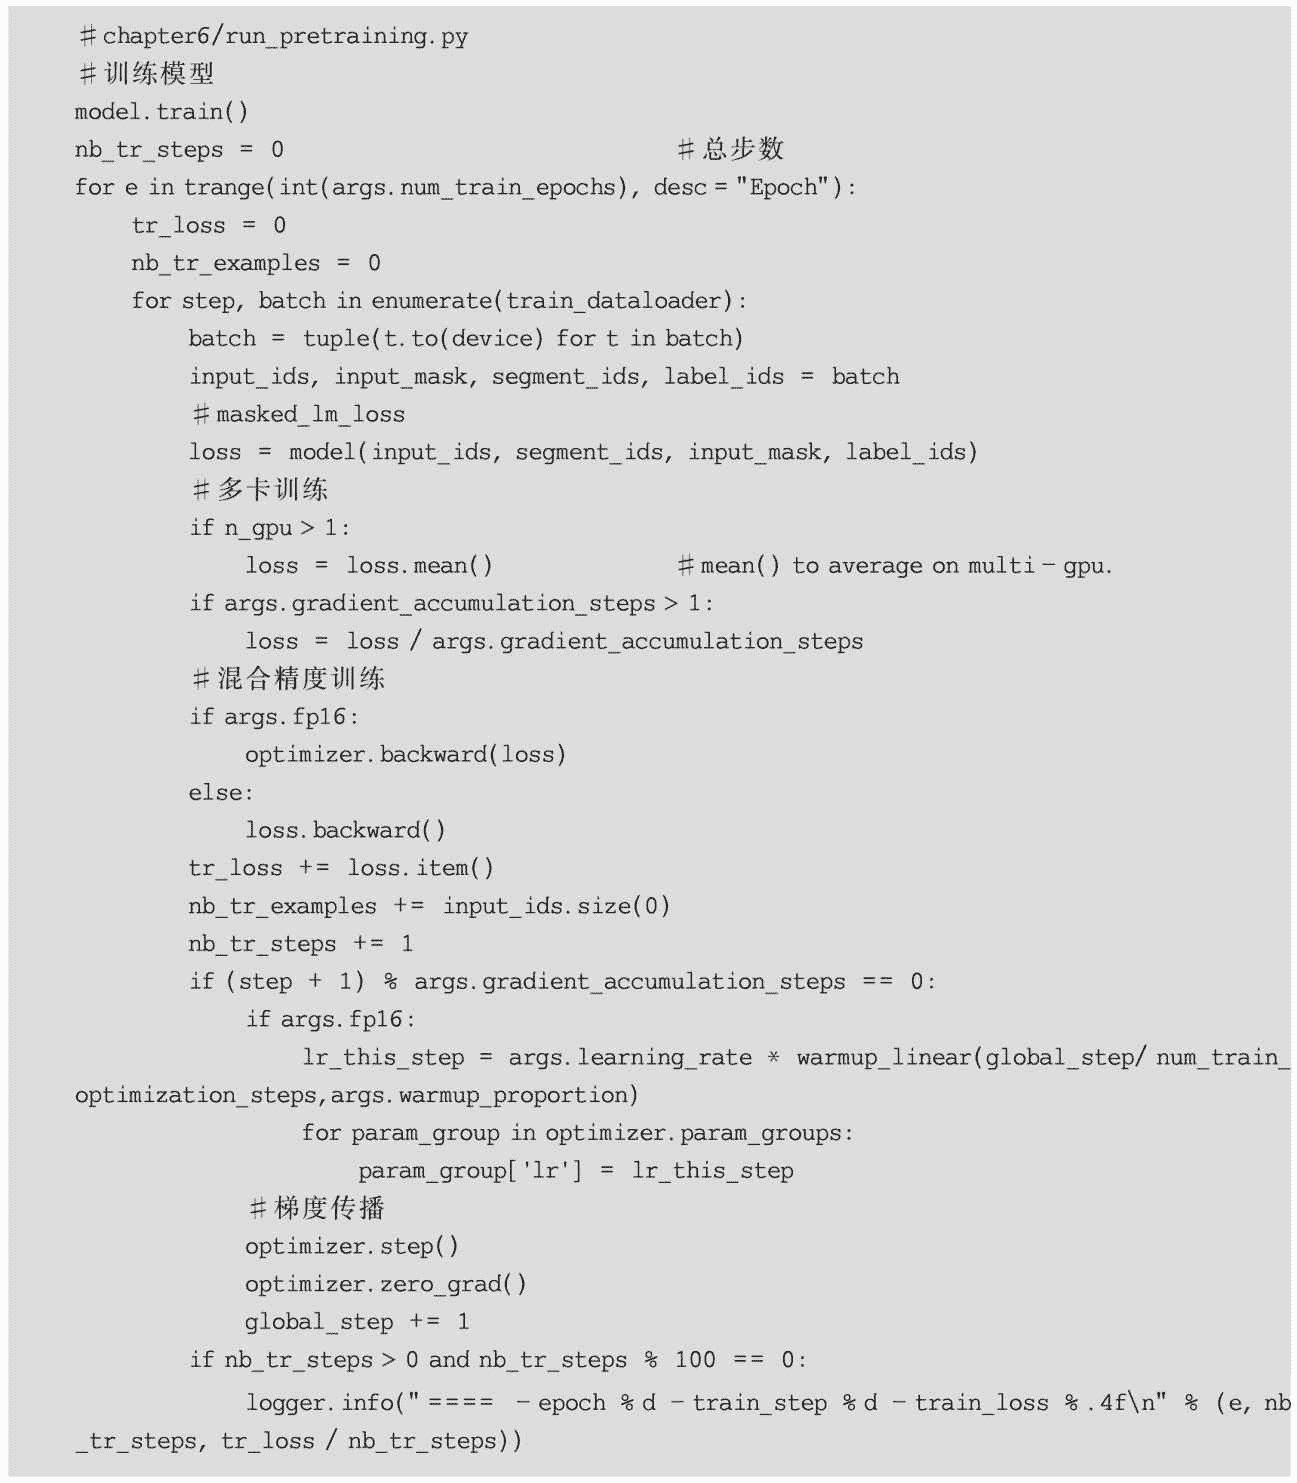 #chapter6/run_pretraining.py
#训练模型
model.train()
nb_tr_steps = 0                #总步数
for e in trange(int(args.num_train_epochs), desc="Epoch"):
    tr_loss = 0
    nb_tr_examples = 0
    for step, batch in enumerate(train_dataloader):
        batch = tuple(t.to(device) for t in batch)
        input_ids, input_mask, segment_ids, label_ids = batch
        #masked_lm_loss
        loss = model(input_ids, segment_ids, input_mask, label_ids)
        #多卡训练
        if n_gpu > 1:
            loss = loss.mean()          #mean() to average on multi-gpu.
        if args.gradient_accumulation_steps > 1:
            loss = loss / args.gradient_accumulation_steps
        #混合精度训练
        if args.fp16:
            optimizer.backward(loss)
        else:
            loss.backward()
        tr_loss += loss.item()
        nb_tr_examples += input_ids.size(0)
        nb_tr_steps += 1
        if (step + 1) % args.gradient_accumulation_steps == 0:
            if args.fp16:
                lr_this_step = args.learning_rate * warmup_linear(global_step/num_train_
optimization_steps,args.warmup_proportion)
                for param_group in optimizer.param_groups:
                    param_group['lr'] = lr_this_step
            #梯度传播
            optimizer.step()
            optimizer.zero_grad()
            global_step += 1
        if nb_tr_steps > 0 and nb_tr_steps % 100 == 0:
            logger.info("==== -epoch %d -train_step %d -train_loss %.4f\n" % (e, nb
_tr_steps, tr_loss / nb_tr_steps))